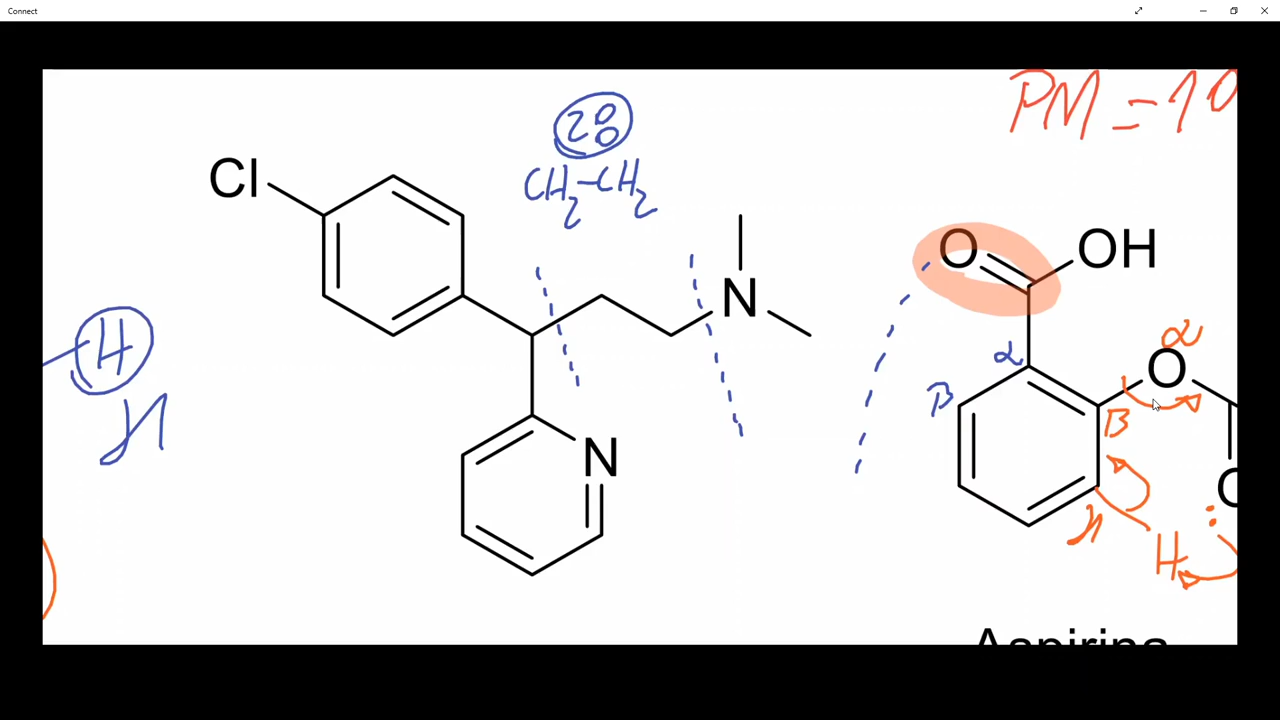 Connect
PM = 10
28
CH2-CH2
Cl
O
OH
N
H
α
α
O
β
B
N
H
Aspirina